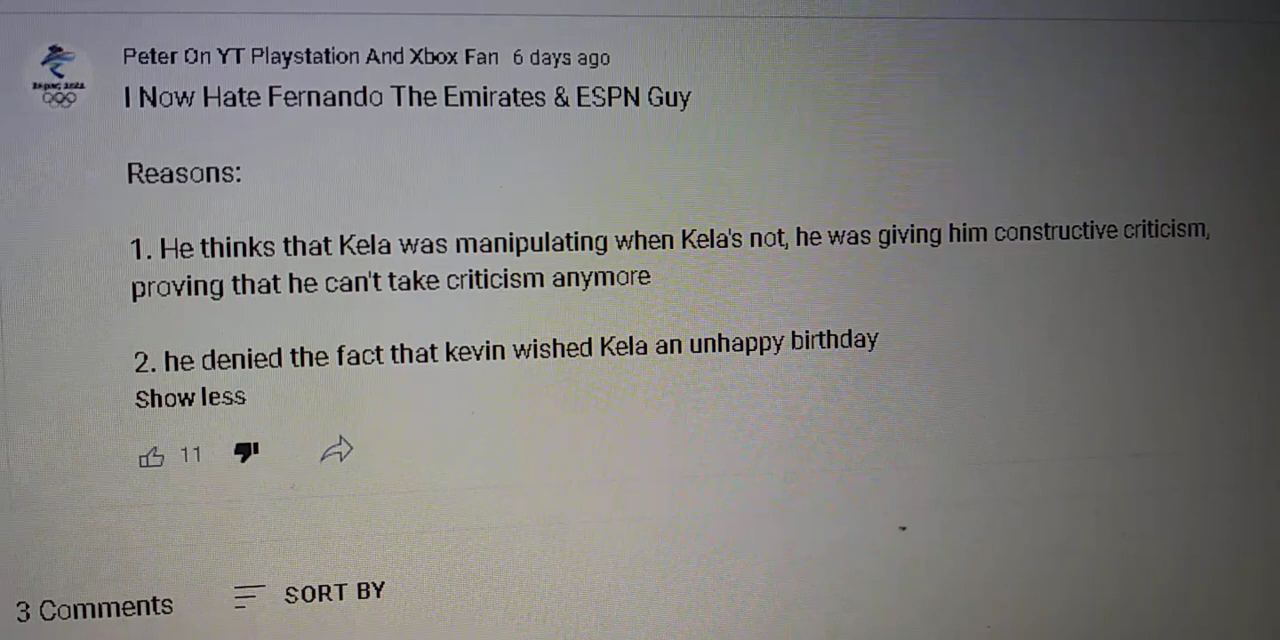 BEIJING 2022
Peter On YT Playstation And Xbox Fan 6 days ago
I Now Hate Fernando The Emirates & ESPN Guy
Reasons:
1. He thinks that Kela was manipulating when Kela's not, he was giving him constructive criticism,
proving that he can't take criticism anymore
2. he denied the fact that kevin wished Kela an unhappy birthday
Show less
11
3 Comments SORT BY